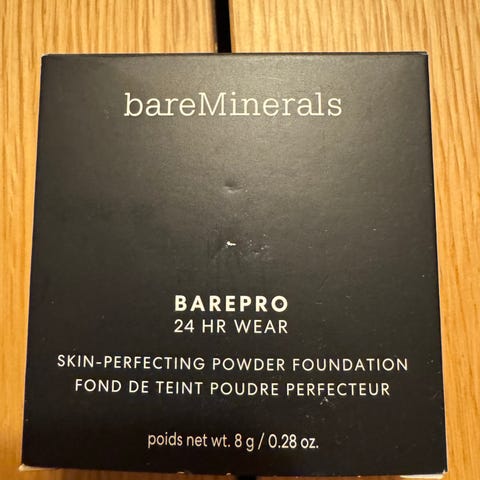 bareMinerals
BAREPRO
24 HR WEAR
SKIN-PERFECTING POWDER FOUNDATION
FOND DE TEINT POUDRE PERFECTEUR
poids net wt. 8 g / 0.28 oz.